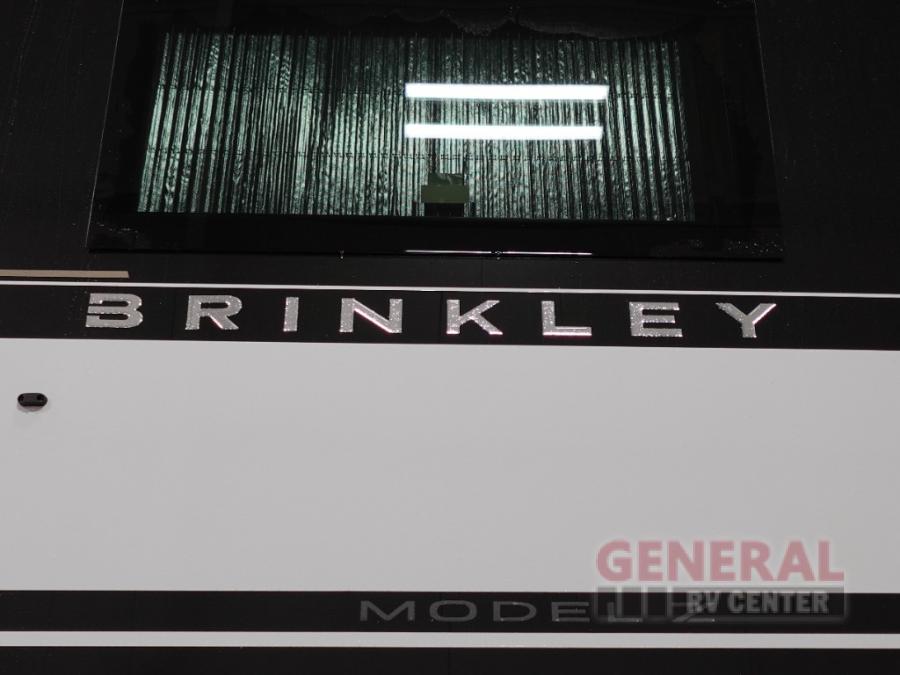 BRINKLEY
GENERAL
RV CENTER
MODEL Z